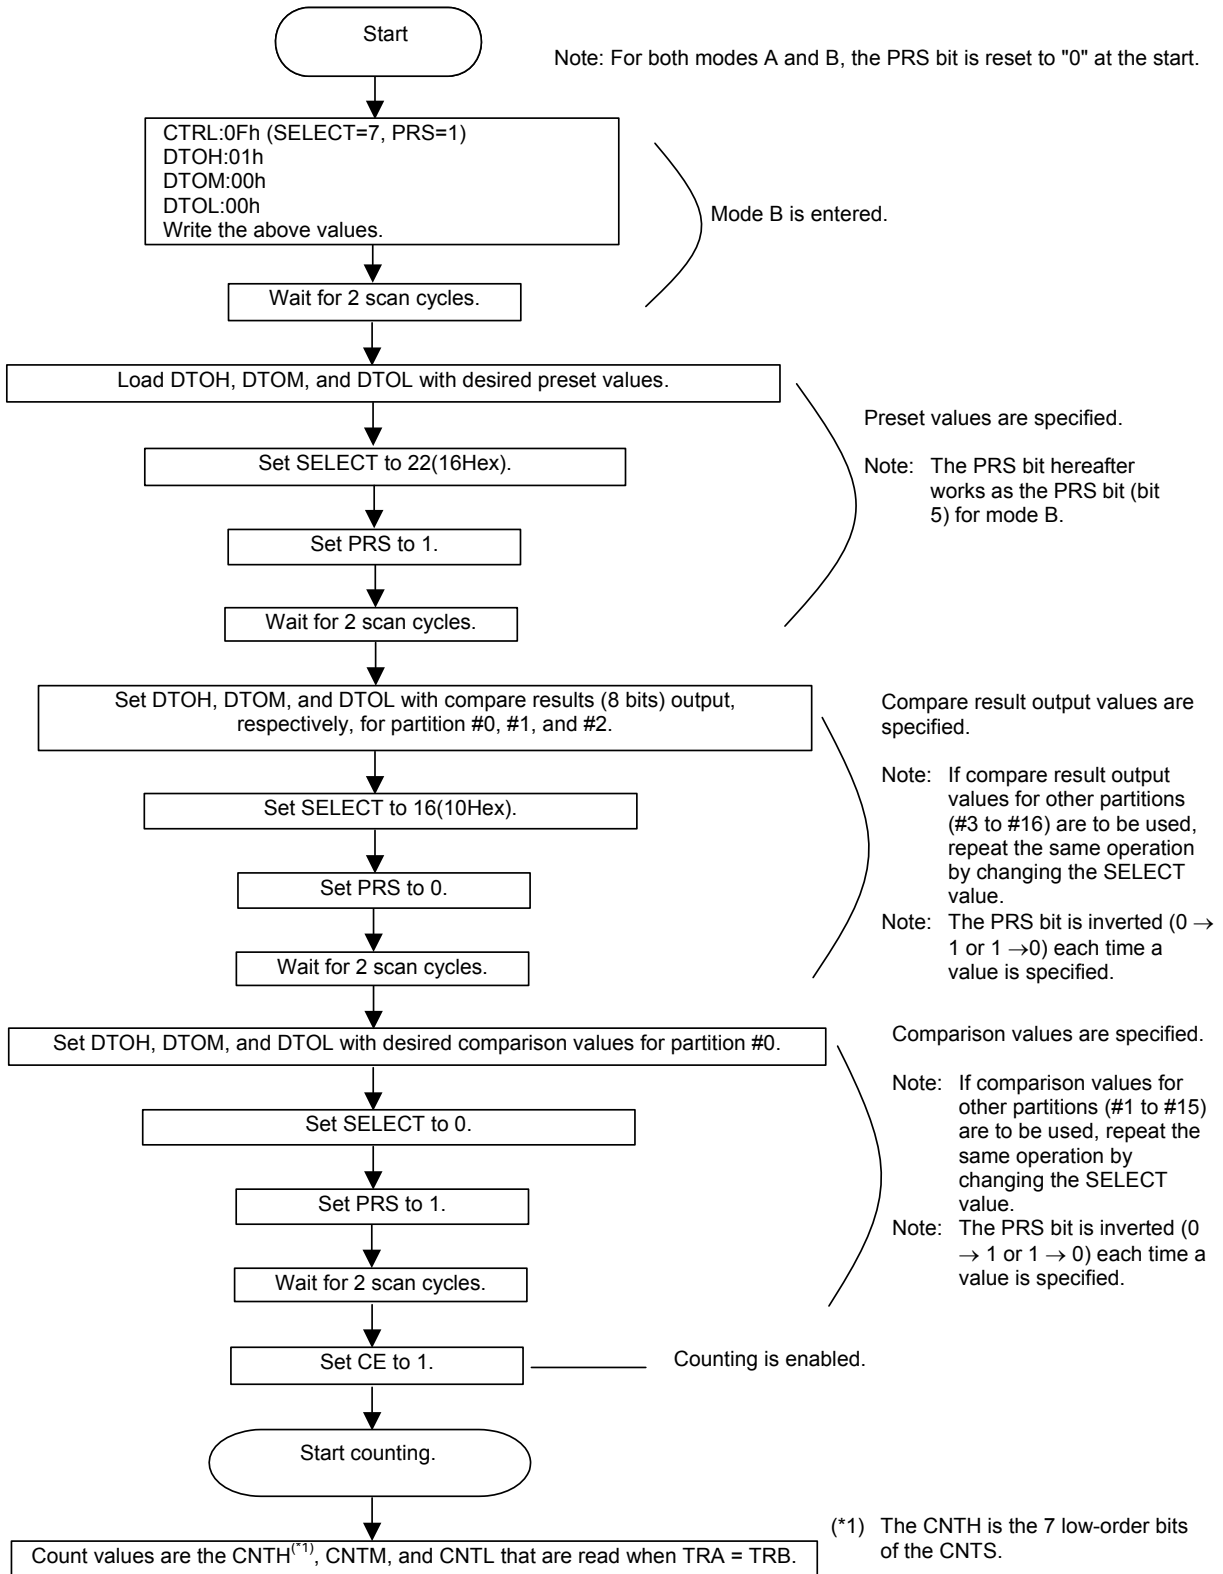 Start
Note: For both modes A and B, the PRS bit is reset to "0" at the start.
CTRL:0Fh (SELECT=7, PRS=1)
DTOH:01h
DTOM:00h
DTOL:00h
Write the above values.
Mode B is entered.
Wait for 2 scan cycles.
Load DTOH, DTOM, and DTOL with desired preset values.
Preset values are specified.
Set SELECT to 22(16Hex).
Note: The PRS bit hereafter
works as the PRS bit (bit
5) for mode B.
Set PRS to 1.
Wait for 2 scan cycles.
Set DTOH, DTOM, and DTOL with compare results (8 bits) output,
respectively, for partition #0, #1, and #2.
Compare result output values are
specified.
Note: If compare result output
values for other partitions
(#3 to #16) are to be used,
repeat the same operation
by changing the SELECT
value.
Note: The PRS bit is inverted (0 →
1 or 1 →0) each time a
value is specified.
Set SELECT to 16(10Hex).
Set PRS to 0.
Wait for 2 scan cycles.
Set DTOH, DTOM, and DTOL with desired comparison values for partition #0.
Comparison values are specified.
Note: If comparison values for
other partitions (#1 to #15)
are to be used, repeat the
same operation by
changing the SELECT
value.
Note: The PRS bit is inverted (0
→ 1 or 1 → 0) each time a
value is specified.
Set SELECT to 0.
Set PRS to 1.
Wait for 2 scan cycles.
Set CE to 1.
Counting is enabled.
Start counting.
Count values are the CNTH(*1), CNTM, and CNTL that are read when TRA = TRB.
(*1) The CNTH is the 7 low-order bits
of the CNTS.